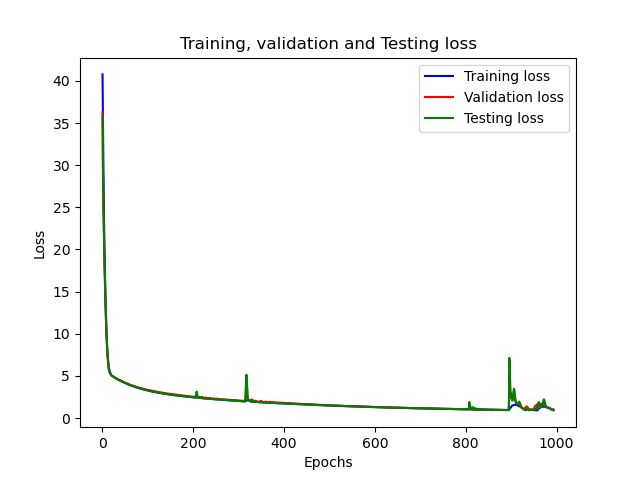 Training, validation and Testing loss
Training loss
Validation loss
Testing loss
Loss
40
35
30
25
20
15
10
5
0
0 200 400 600 800 1000
Epochs